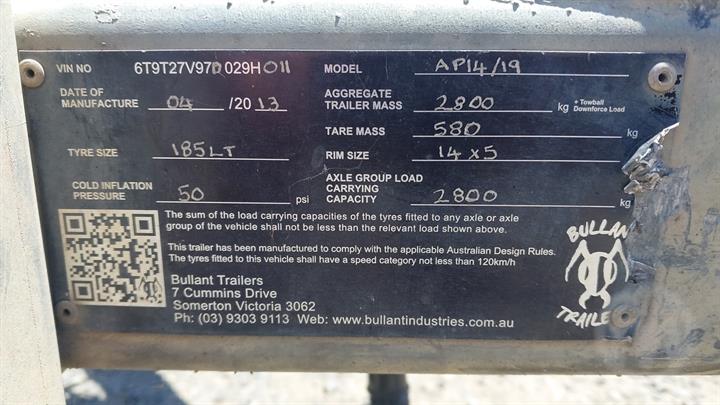 VIN NO 6T9T27V97D029H011 MODEL AP14/19
DATE OF MANUFACTURE 04 /2013 AGGREGATE TRAILER MASS 2800 kg + Towball Downforce Load
TARE MASS 580 kg
TYRE SIZE 185LT RIM SIZE 14 x 5
COLD INFLATION PRESSURE 50 psi AXLE GROUP LOAD CARRYING CAPACITY 2800 kg
The sum of the load carrying capacities of the tyres fitted to any axle or axle
group of the vehicle shall not be less than the relevant load shown above.
This trailer has been manufactured to comply with the applicable Australian Design Rules.
The tyres fitted to this vehicle shall have a speed category not less than 120km/h
Bullant Trailers
7 Cummins Drive
Somerton Victoria 3062
Ph: (03) 9303 9113 Web: www.bullantindustries.com.au
BULLAN
TRAILE